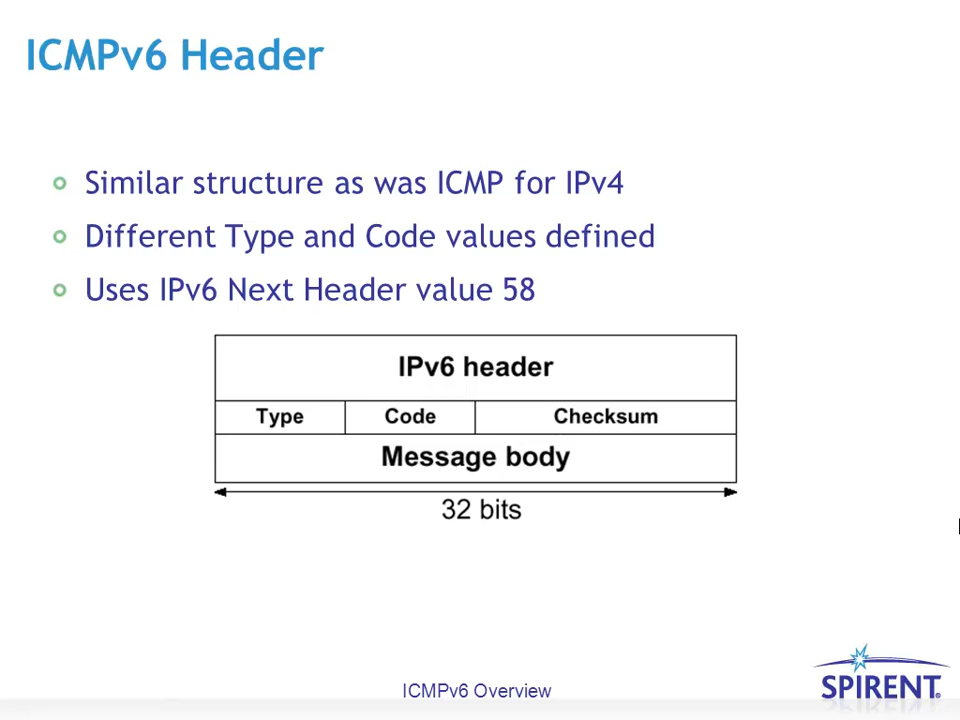 ICMPv6 Header
Similar structure as was ICMP for IPv4
Different Type and Code values defined
Uses IPv6 Next Header value 58
IPv6 header
Type Code Checksum
Message body
32 bits
ICMPv6 Overview
SPIRENT®